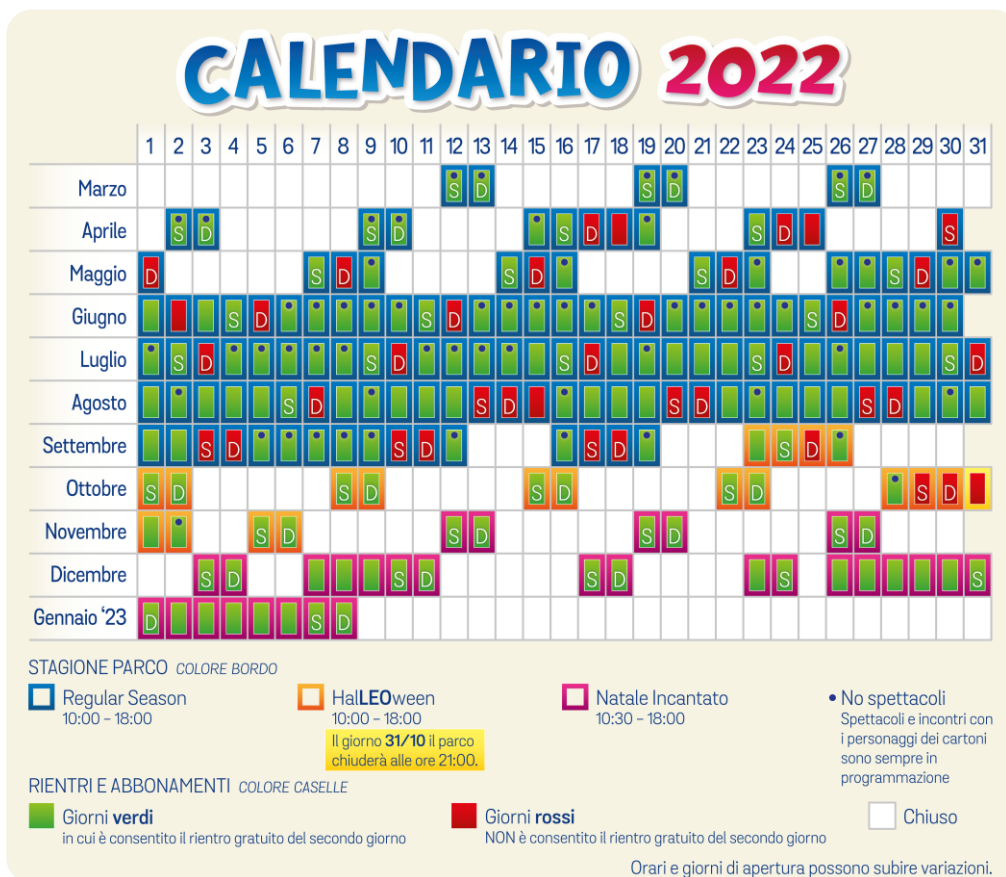 CALENDARIO 2022
1 2 3 4 5 6 7 8 9 10 11 12 13 14 15 16 17 18 19 20 21 22 23 24 25 26 27 28 29 30 31
Marzo S D S D S D
Aprile S D S D S D S D S
Maggio D S D S D S D S D
Giugno S D S D S D S D
Luglio S D S D S D S D S D
Agosto S D S D S D S D
Settembre S D S D S D S D
Ottobre S D S D S D S D S D
Novembre S D S D S D S D
Dicembre S D S D S D S S
Gennaio ‘23 D S D
STAGIONE PARCO COLORE BORDO
Regular Season
10:00 – 18:00
HalLEOween
10:00 – 18:00
Il giorno 31/10 il parco
chiuderà alle ore 21:00.
Natale Incantato
10:30 – 18:00
• No spettacoli
Spettacoli e incontri con
i personaggi dei cartoni
sono sempre in
programmazione
RIENTRI E ABBONAMENTI COLORE CASELLE
Giorni verdi
in cui è consentito il rientro gratuito del secondo giorno
Giorni rossi
NON è consentito il rientro gratuito del secondo giorno
Chiuso
Orari e giorni di apertura possono subire variazioni.